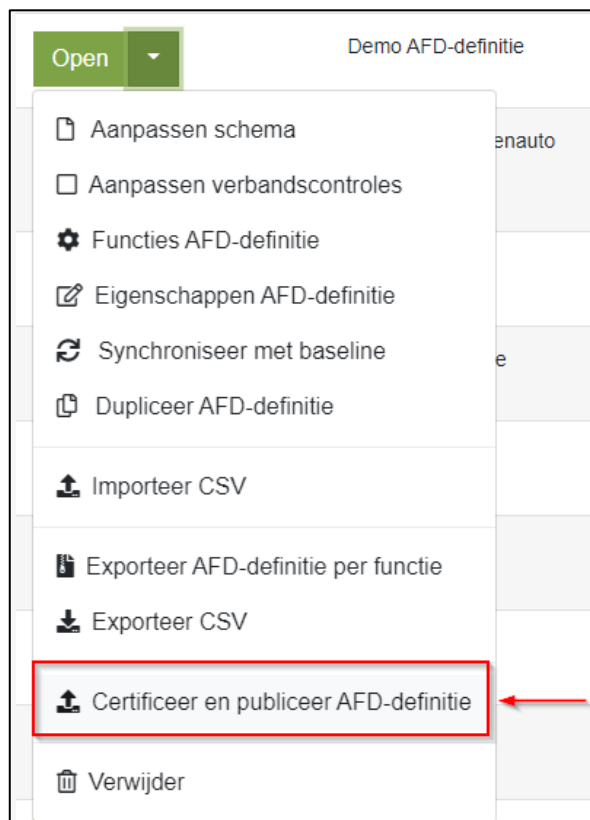 Open
Demo AFD-definitie
Aanpassen schema
enauto
Aanpassen verbandscontroles
Functies AFD-definitie
Eigenschappen AFD-definitie
Synchroniseer met baseline
e
Dupliceer AFD-definitie
Importeer CSV
Exporteer AFD-definitie per functie
Exporteer CSV
Certificeer en publiceer AFD-definitie
Verwijder